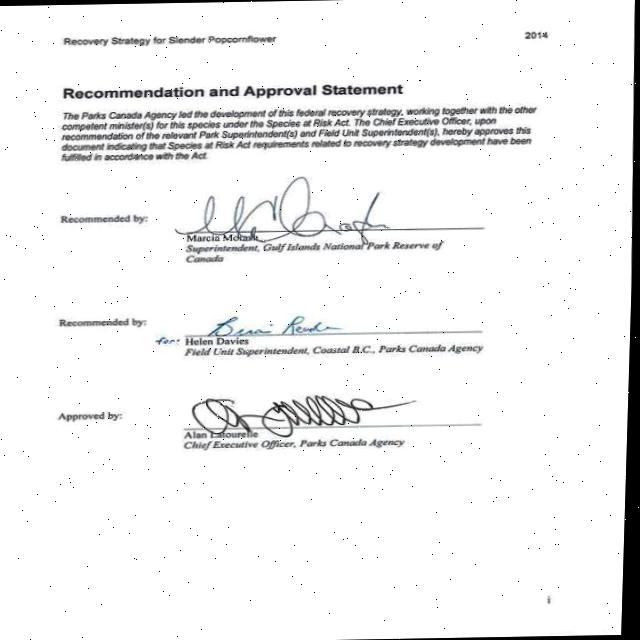 Recovery Strategy for Slender Popcornflower 2014
Recommendation and Approval Statement
The Parks Canada Agency led the development of this federal recovery strategy, working together with the other
competent minister(s) for this species under the Species at Risk Act. The Chief Executive Officer, upon
recommendation of the relevant Park Superintendent(s) and Field Unit Superintendent(s), hereby approves this
document indicating that Species at Risk Act requirements related to recovery strategy development have been
fulfilled in accordance with the Act.
Recommended by:
Marcia
Superintendent, Gulf Islands National Park Reserve of
Canada
Recommended by:
for: Helen Davies
Field Unit Superintendent, Coastal B.C., Parks Canada Agency
Approved by:
Alan Latourelle
Chief Executive Officer, Parks Canada Agency
i